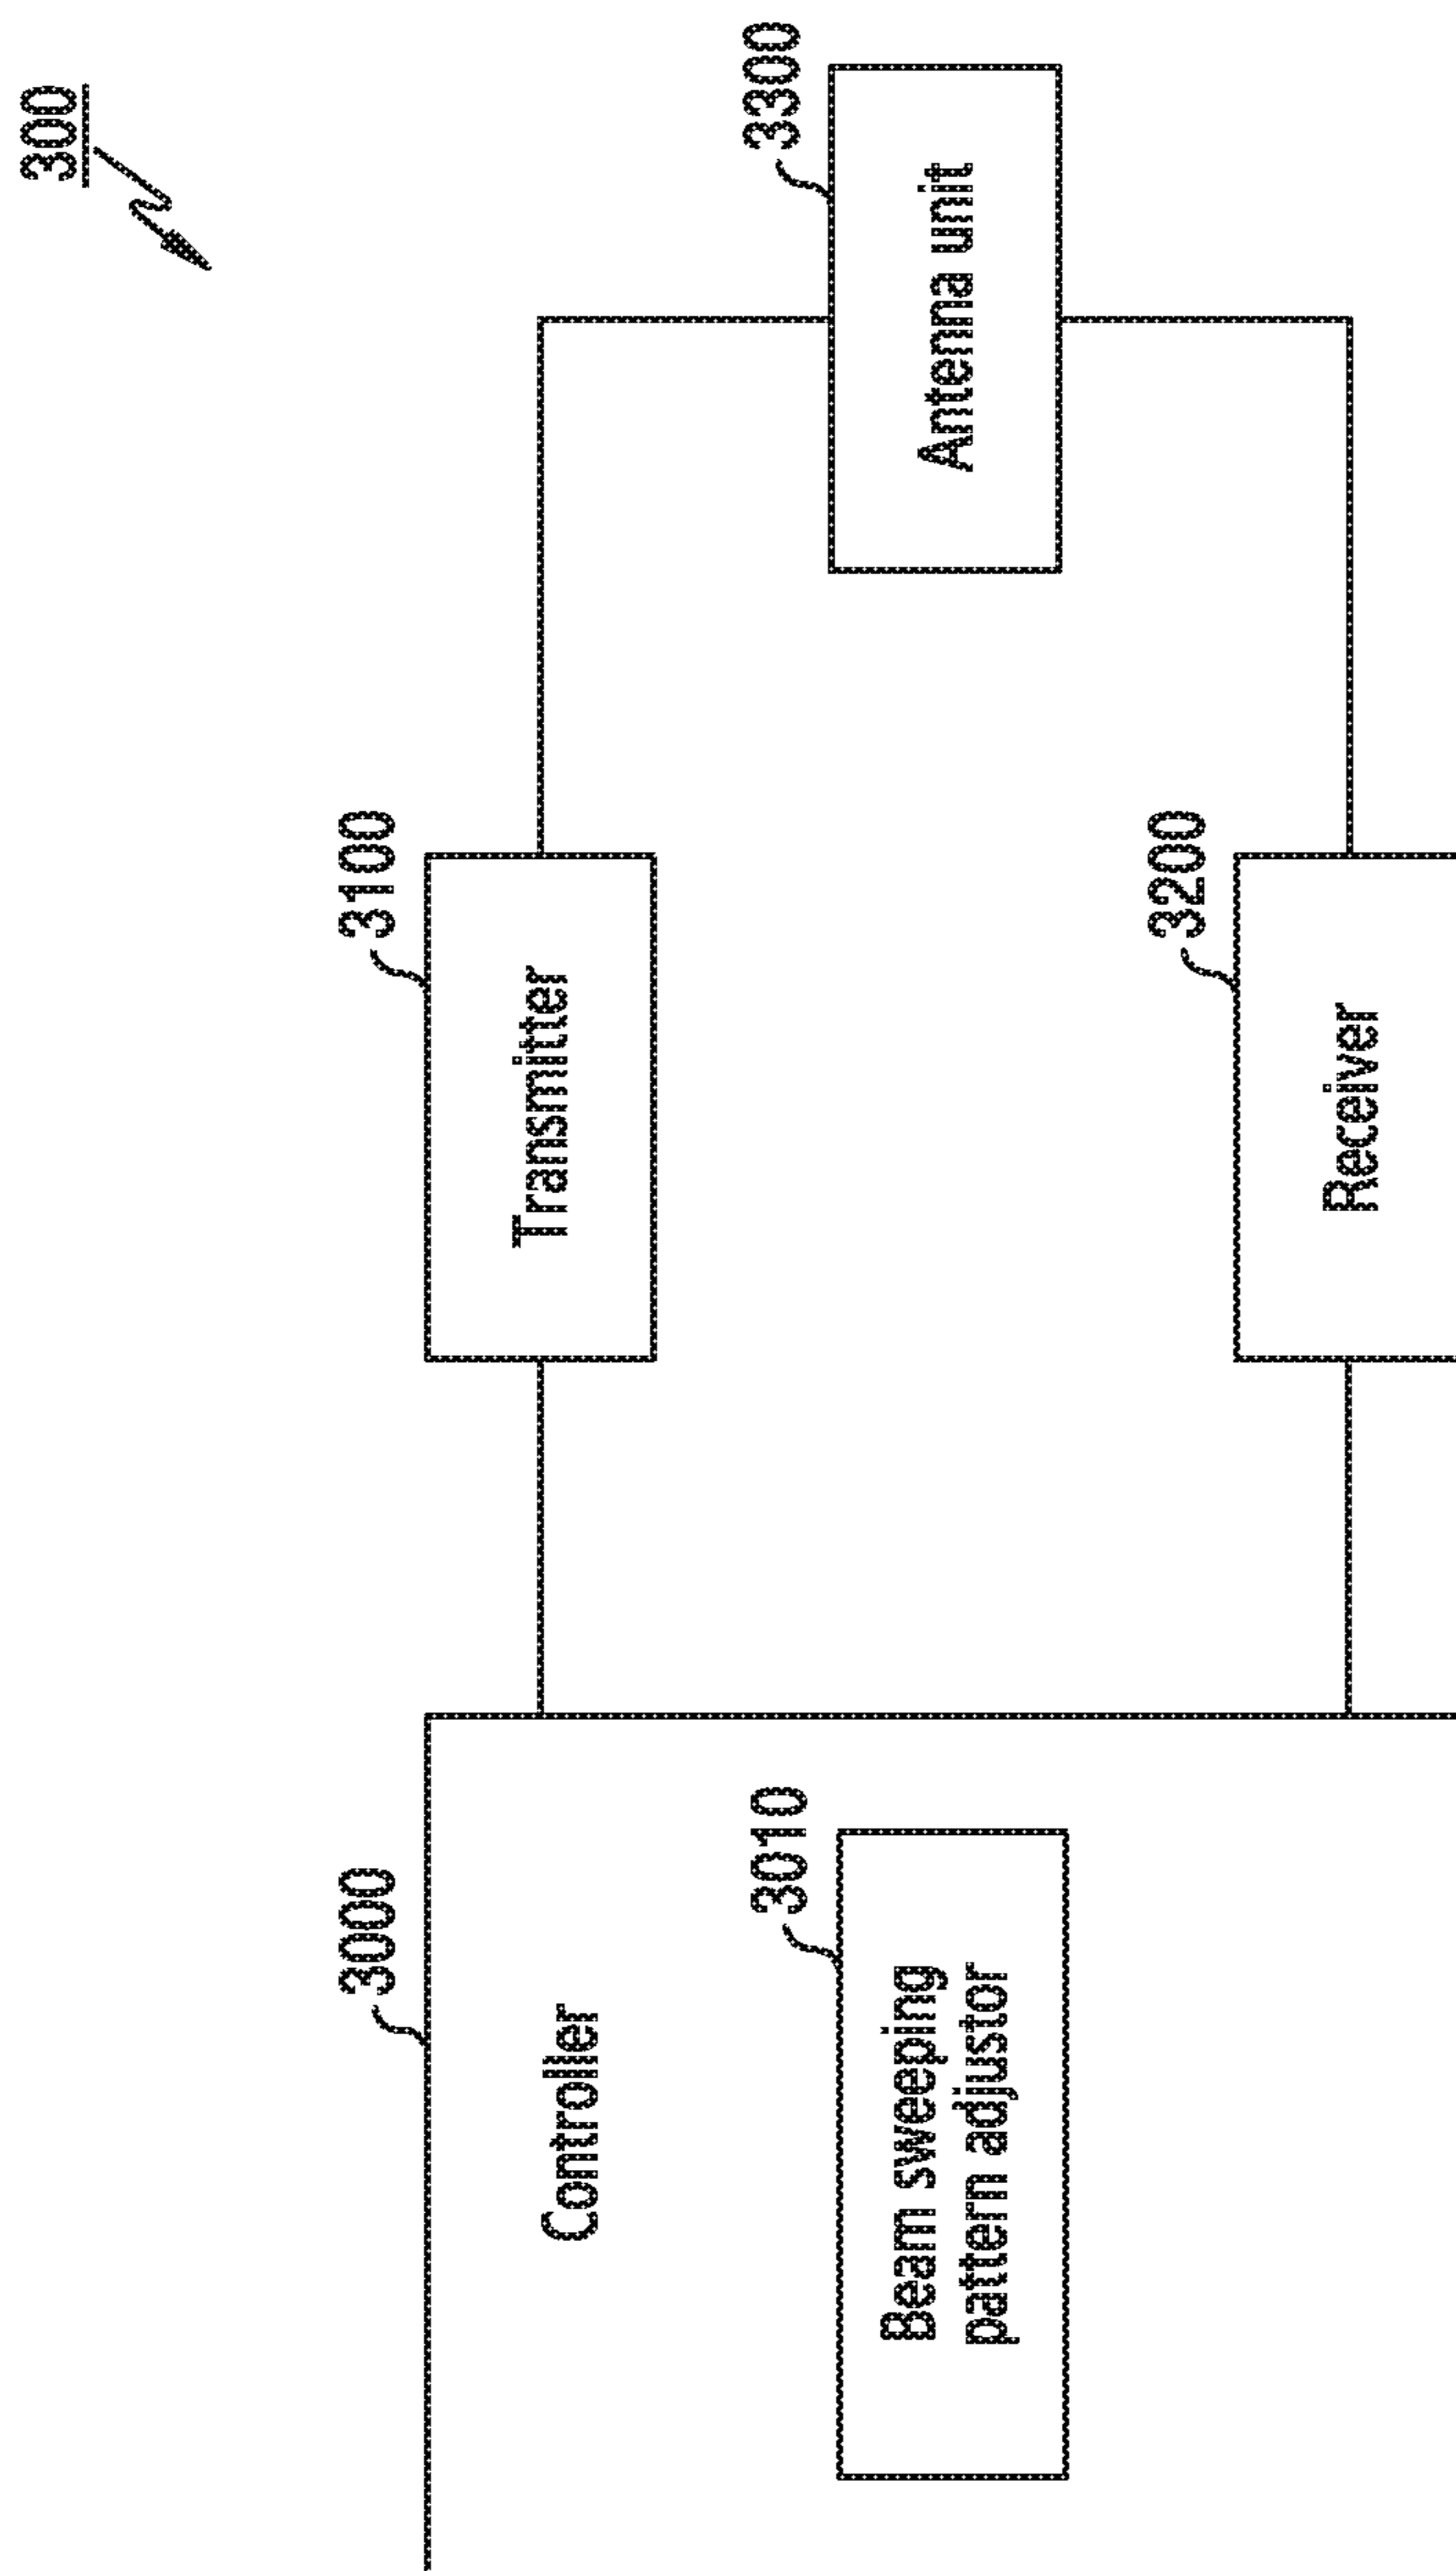 300
3000
Controller
3010
Beam sweeping
pattern adjustor
3100
Transmitter
3200
Receiver
3300
Antenna unit